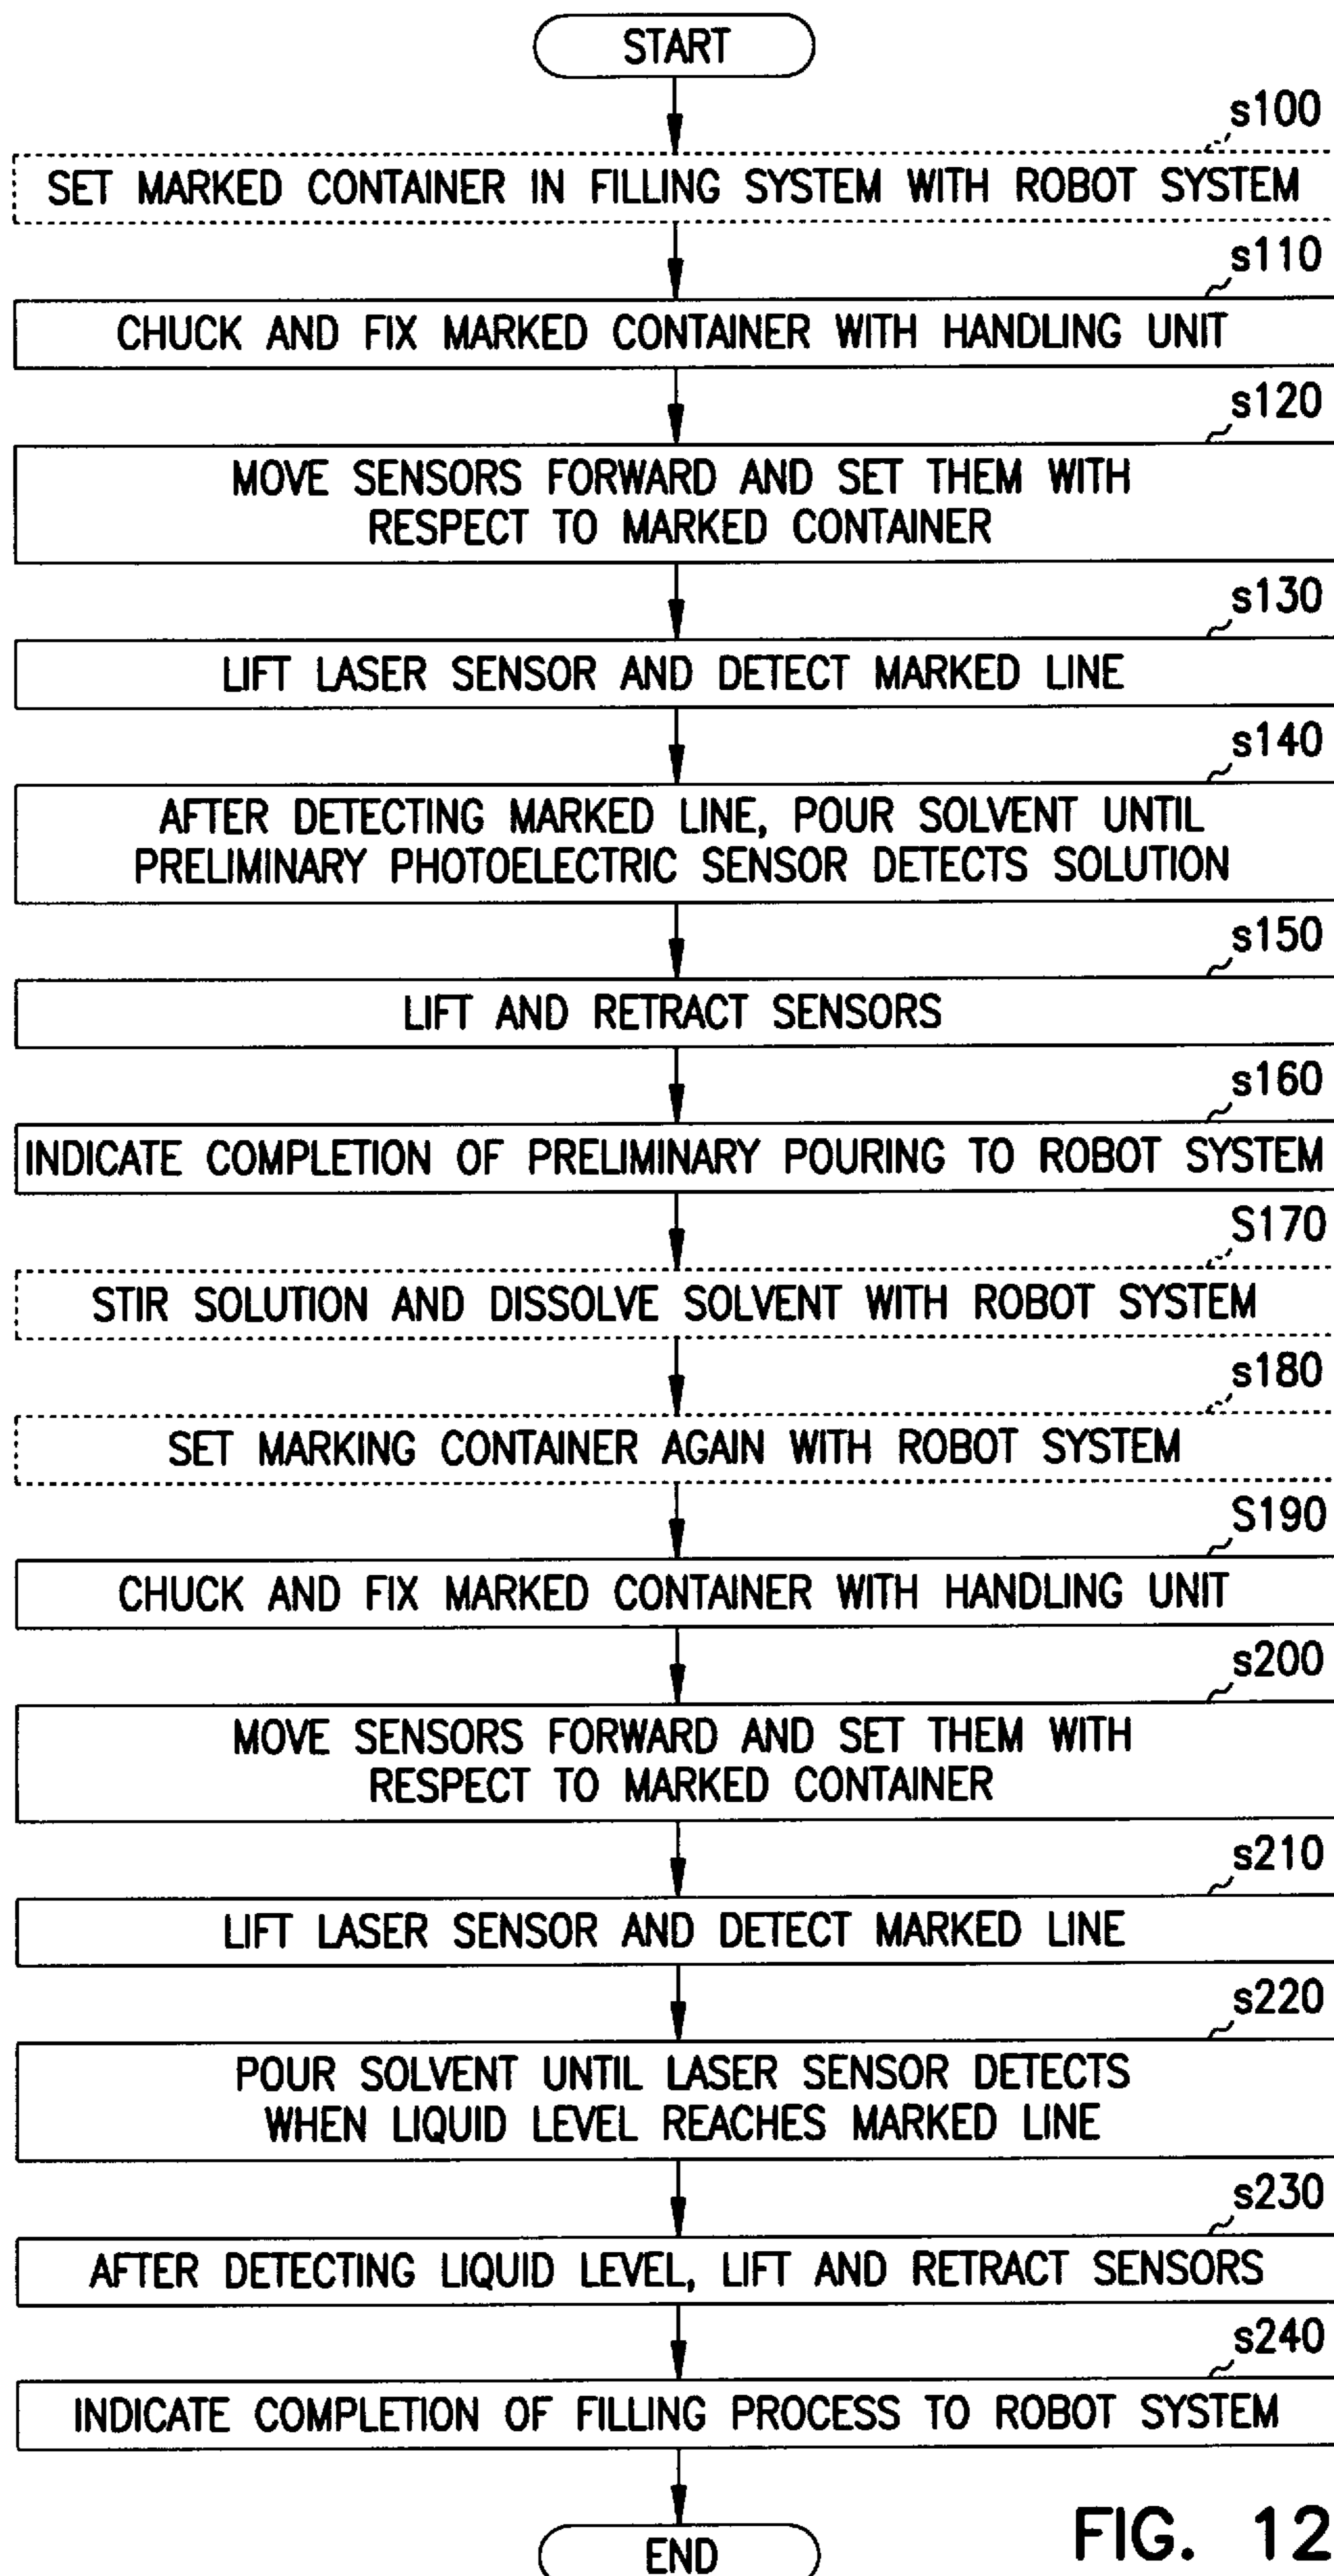 START
s100
SET MARKED CONTAINER IN FILLING SYSTEM WITH ROBOT SYSTEM
s110
CHUCK AND FIX MARKED CONTAINER WITH HANDLING UNIT
s120
MOVE SENSORS FORWARD AND SET THEM WITH
RESPECT TO MARKED CONTAINER
s130
LIFT LASER SENSOR AND DETECT MARKED LINE
s140
AFTER DETECTING MARKED LINE, POUR SOLVENT UNTIL
PRELIMINARY PHOTOELECTRIC SENSOR DETECTS SOLUTION
s150
LIFT AND RETRACT SENSORS
s160
INDICATE COMPLETION OF PRELIMINARY POURING TO ROBOT SYSTEM
S170
STIR SOLUTION AND DISSOLVE SOLVENT WITH ROBOT SYSTEM
s180
SET MARKING CONTAINER AGAIN WITH ROBOT SYSTEM
S190
CHUCK AND FIX MARKED CONTAINER WITH HANDLING UNIT
s200
MOVE SENSORS FORWARD AND SET THEM WITH
RESPECT TO MARKED CONTAINER
s210
LIFT LASER SENSOR AND DETECT MARKED LINE
s220
POUR SOLVENT UNTIL LASER SENSOR DETECTS
WHEN LIQUID LEVEL REACHES MARKED LINE
s230
AFTER DETECTING LIQUID LEVEL, LIFT AND RETRACT SENSORS
s240
INDICATE COMPLETION OF FILLING PROCESS TO ROBOT SYSTEM
END
FIG. 12